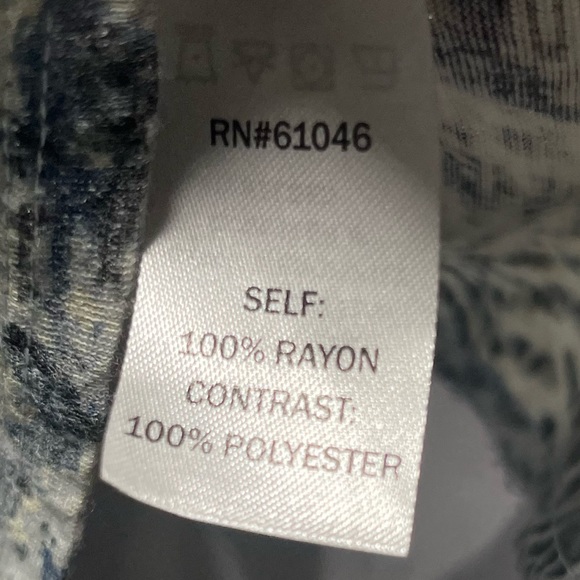 RN#61046
SELF:
100% RAYON
CONTRAST:
100% POLYESTER